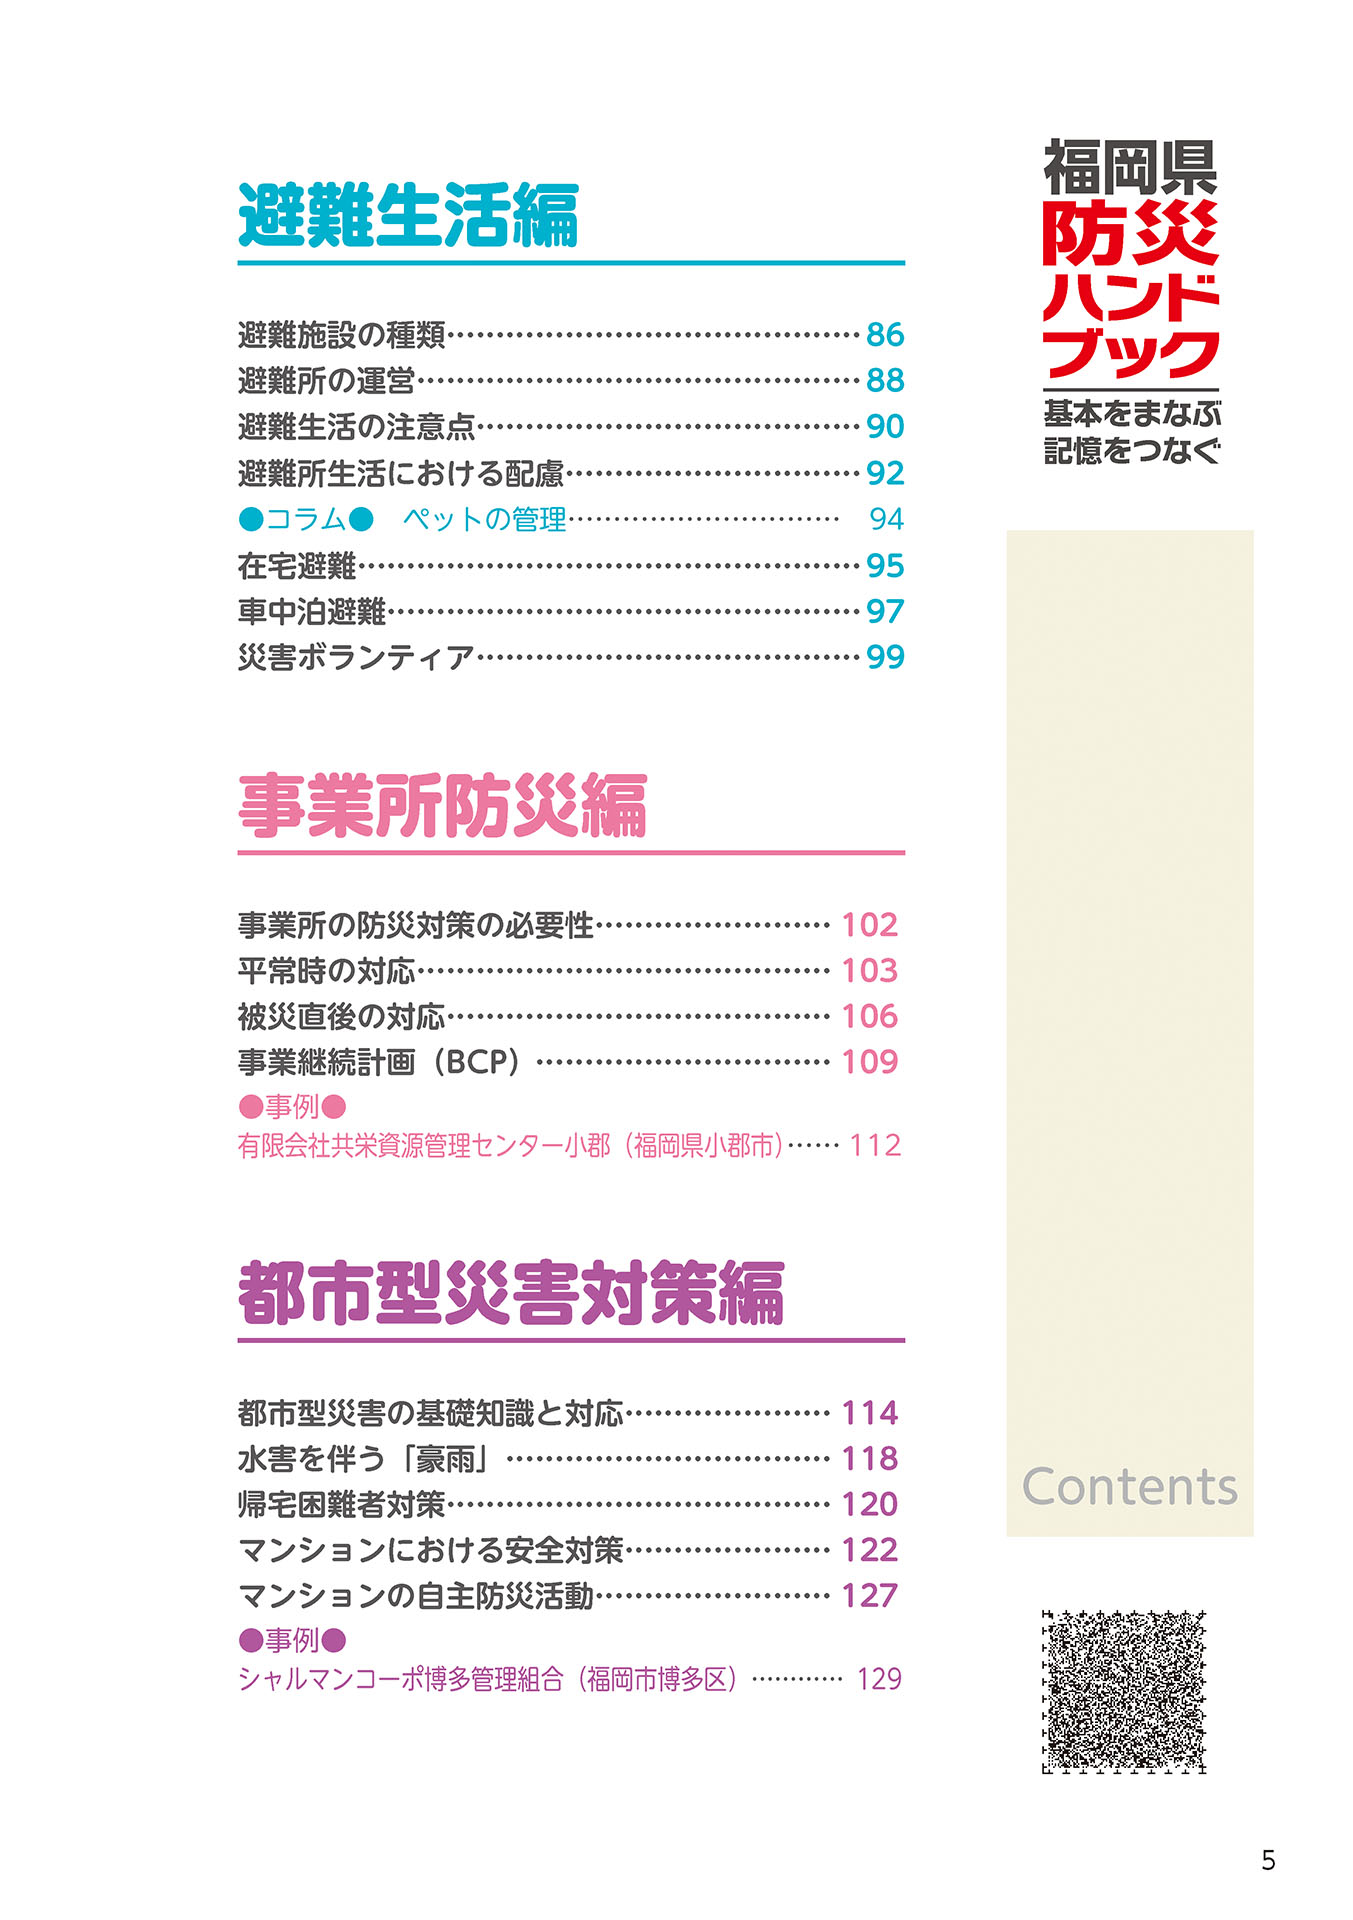 避難生活編
避難施設の種類……………………………………86
避難所の運営………………………………………88
避難生活の注意点…………………………………90
避難所生活における配慮…………………………92
●コラム●　ペットの管理………………………… 94
在宅避難……………………………………………95
車中泊避難…………………………………………97
災害ボランティア…………………………………99
事業所防災編
事業所の防災対策の必要性…………………… 102
平常時の対応…………………………………… 103
被災直後の対応………………………………… 106
事業継続計画（BCP）………………………… 109
●事例●
有限会社共栄資源管理センター小郡（福岡県小郡市）…… 112
都市型災害対策編
都市型災害の基礎知識と対応………………… 114
水害を伴う「豪雨」…………………………… 118
帰宅困難者対策………………………………… 120
マンションにおける安全対策………………… 122
マンションの自主防災活動…………………… 127
●事例●
シャルマンコーポ博多管理組合（福岡市博多区）………… 129
福岡県
防災
ハンド
ブック
基本をまなぶ
記憶をつなぐ
Contents
5